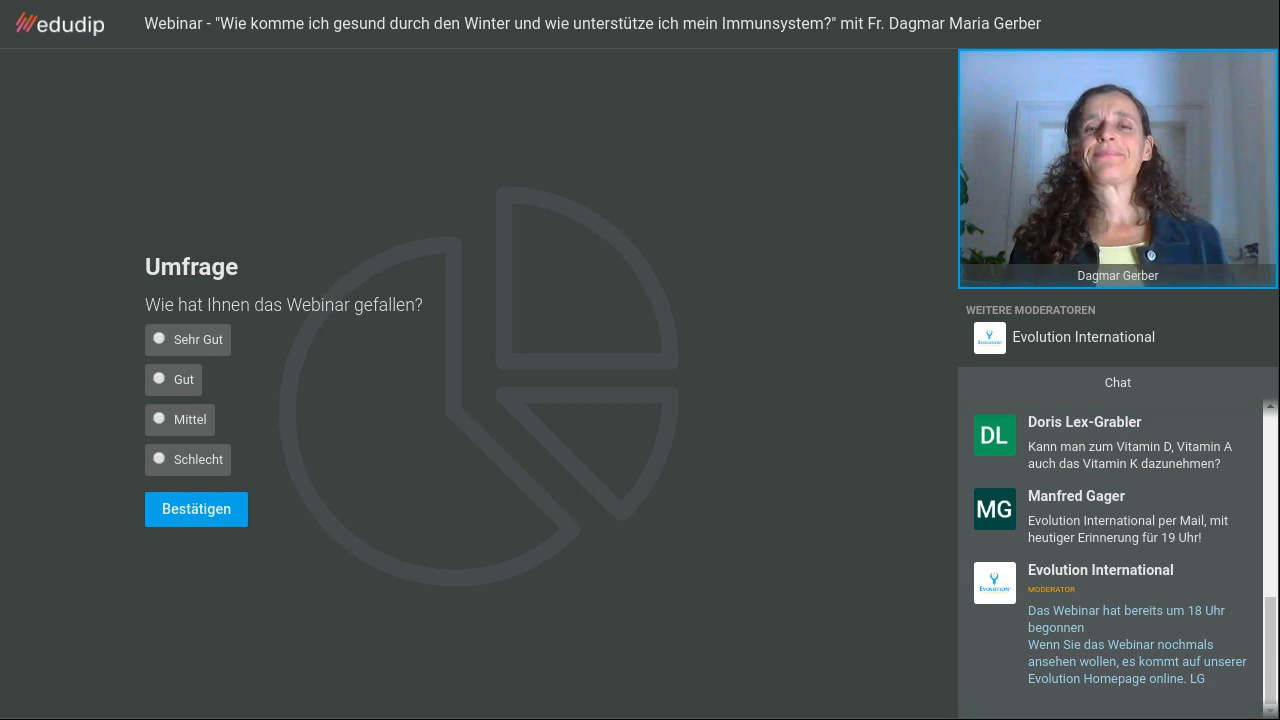 edudip
Webinar - "Wie komme ich gesund durch den Winter und wie unterstütze ich mein Immunsystem?" mit Fr. Dagmar Maria Gerber
Umfrage
Wie hat Ihnen das Webinar gefallen?
Sehr Gut
Gut
Mittel
Schlecht
Bestätigen
Dagmar Gerber
WEITERE MODERATOREN
EVOLUTION
Evolution International
Chat
DL
Doris Lex-Grabler
Kann man zum Vitamin D, Vitamin A
auch das Vitamin K dazunehmen?
MG
Manfred Gager
Evolution International per Mail, mit
heutiger Erinnerung für 19 Uhr!
EVOLUTION
Evolution International
MODERATOR
Das Webinar hat bereits um 18 Uhr
begonnen
Wenn Sie das Webinar nochmals
ansehen wollen, es kommt auf unserer
Evolution Homepage online. LG